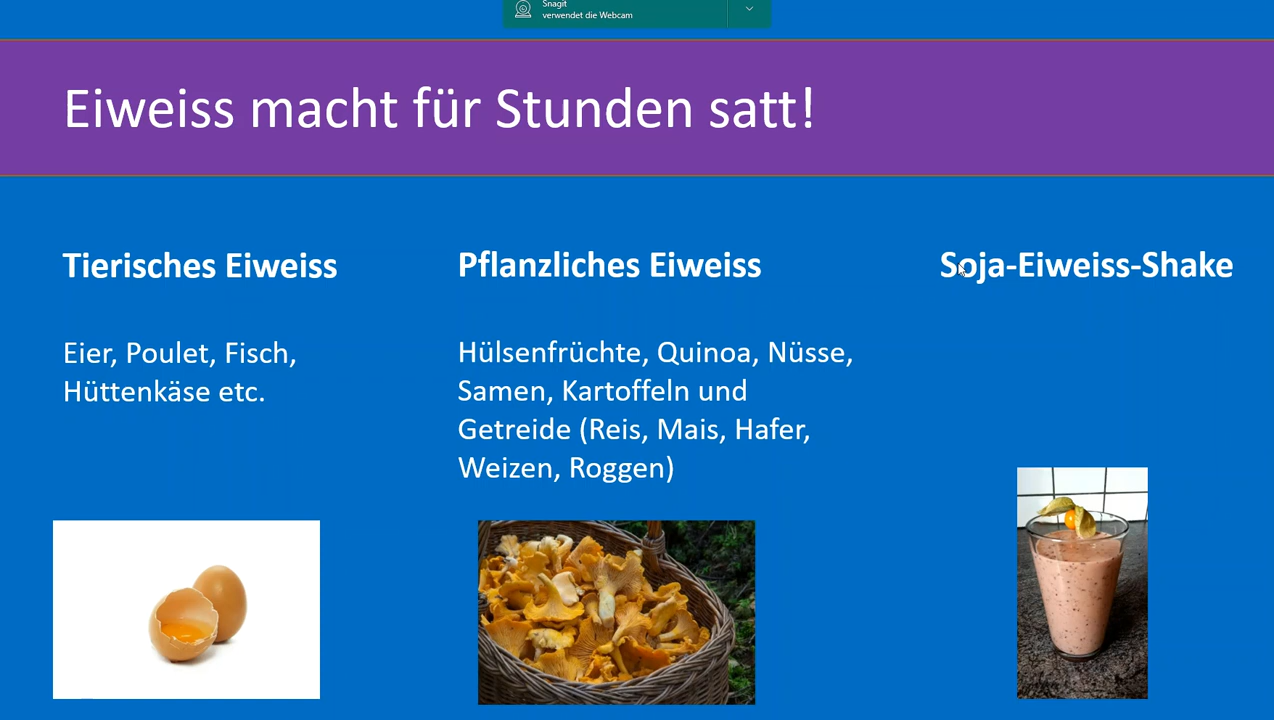 Snagit
verwendet die Webcam
Eiweiss macht für Stunden satt!
Tierisches Eiweiss
Eier, Poulet, Fisch,
Hüttenkäse etc.
Pflanzliches Eiweiss
Hülsenfrüchte, Quinoa, Nüsse,
Samen, Kartoffeln und
Getreide (Reis, Mais, Hafer,
Weizen, Roggen)
Soja-Eiweiss-Shake